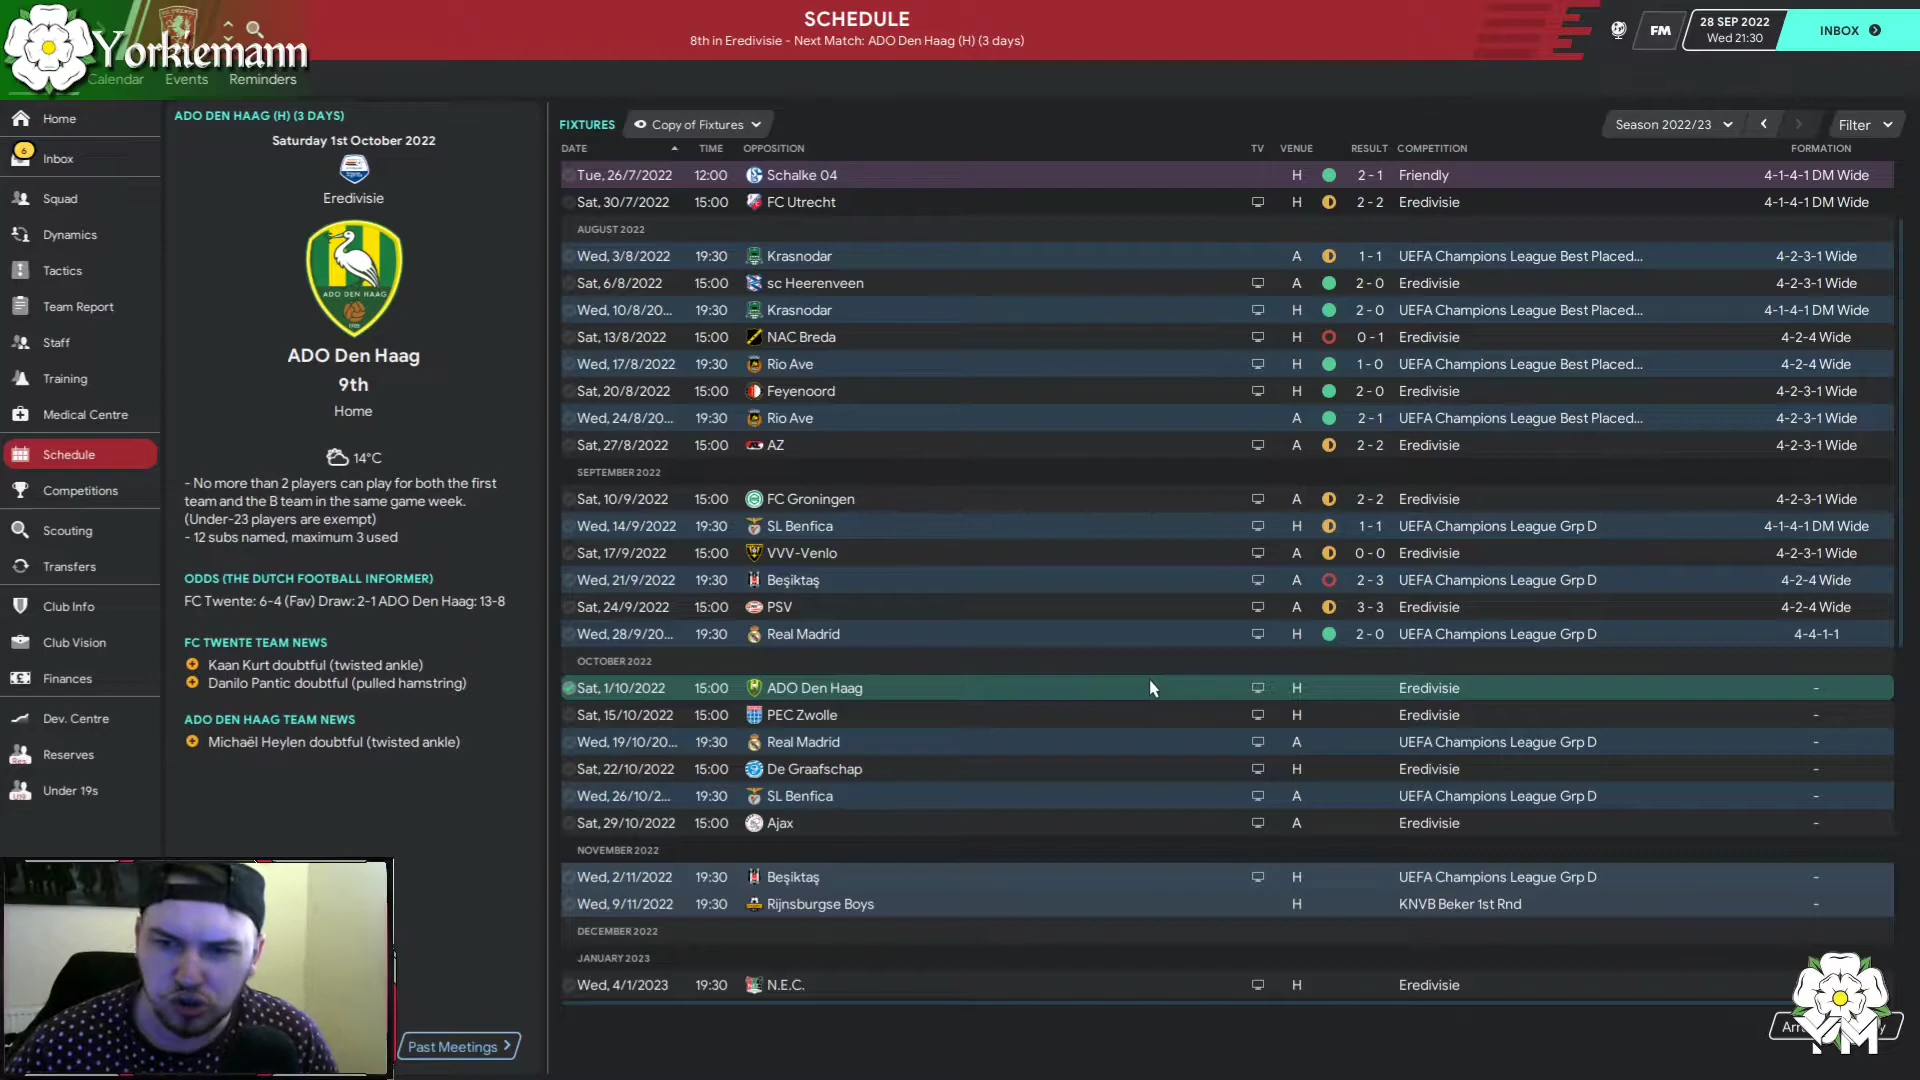 SCHEDULE
8th in Eredivisie - Next Match: ADO Den Haag (H) (3 days)
FM
28 SEP 2022
Wed 21:30
INBOX
Yorkiemann
Calendar Events Reminders
Home
Inbox
6
Squad
Dynamics
Tactics
Team Report
Staff
Training
Medical Centre
Schedule
Competitions
Scouting
Transfers
Club Info
Club Vision
Finances
Dev. Centre
Reserves
Under 19s
ADO DEN HAAG (H) (3 DAYS)
Saturday 1st October 2022
Eredivisie
ADO DEN HAAG
ADO Den Haag
9th
Home
14°C
- No more than 2 players can play for both the first
team and the B team in the same game week.
(Under-23 players are exempt)
- 12 subs named, maximum 3 used
ODDS (THE DUTCH FOOTBALL INFORMER)
FC Twente: 6-4 (Fav) Draw: 2-1 ADO Den Haag: 13-8
FC TWENTE TEAM NEWS
Kaan Kurt doubtful (twisted ankle)
Danilo Pantic doubtful (pulled hamstring)
ADO DEN HAAG TEAM NEWS
Michaël Heylen doubtful (twisted ankle)
Past Meetings
FIXTURES Copy of Fixtures Season 2022/23 Filter
DATE TIME OPPOSITION TV VENUE RESULT COMPETITION FORMATION
Tue, 26/7/2022 12:00 Schalke 04 H 2 - 1 Friendly 4-1-4-1 DM Wide
Sat, 30/7/2022 15:00 FC Utrecht H 2 - 2 Eredivisie 4-1-4-1 DM Wide
AUGUST 2022
Wed, 3/8/2022 19:30 Krasnodar A 1 - 1 UEFA Champions League Best Placed... 4-2-3-1 Wide
Sat, 6/8/2022 15:00 sc Heerenveen A 2 - 0 Eredivisie 4-2-3-1 Wide
Wed, 10/8/20... 19:30 Krasnodar H 2 - 0 UEFA Champions League Best Placed... 4-1-4-1 DM Wide
Sat, 13/8/2022 15:00 NAC Breda H 0 - 1 Eredivisie 4-2-4 Wide
Wed, 17/8/2022 19:30 Rio Ave H 1 - 0 UEFA Champions League Best Placed... 4-2-4 Wide
Sat, 20/8/2022 15:00 Feyenoord H 2 - 0 Eredivisie 4-2-3-1 Wide
Wed, 24/8/20... 19:30 Rio Ave A 2 - 1 UEFA Champions League Best Placed... 4-2-3-1 Wide
Sat, 27/8/2022 15:00 AZ A 2 - 2 Eredivisie 4-2-3-1 Wide
SEPTEMBER 2022
Sat, 10/9/2022 15:00 FC Groningen A 2 - 2 Eredivisie 4-2-3-1 Wide
Wed, 14/9/2022 19:30 SL Benfica H 1 - 1 UEFA Champions League Grp D 4-1-4-1 DM Wide
Sat, 17/9/2022 15:00 VVV-Venlo A 0 - 0 Eredivisie 4-2-3-1 Wide
Wed, 21/9/2022 19:30 Beşiktaş A 2 - 3 UEFA Champions League Grp D 4-2-4 Wide
Sat, 24/9/2022 15:00 PSV A 3 - 3 Eredivisie 4-2-4 Wide
Wed, 28/9/20... 19:30 Real Madrid H 2 - 0 UEFA Champions League Grp D 4-4-1-1
OCTOBER 2022
Sat, 1/10/2022 15:00 ADO Den Haag H Eredivisie -
Sat, 15/10/2022 15:00 PEC Zwolle H Eredivisie -
Wed, 19/10/20... 19:30 Real Madrid A UEFA Champions League Grp D -
Sat, 22/10/2022 15:00 De Graafschap H Eredivisie -
Wed, 26/10/2... 19:30 SL Benfica A UEFA Champions League Grp D -
Sat, 29/10/2022 15:00 Ajax A Eredivisie -
NOVEMBER 2022
Wed, 2/11/2022 19:30 Beşiktaş H UEFA Champions League Grp D -
Wed, 9/11/2022 19:30 Rijnsburgse Boys H KNVB Beker 1st Rnd -
DECEMBER 2022
JANUARY 2023
Wed, 4/1/2023 19:30 N.E.C. H Eredivisie
YM